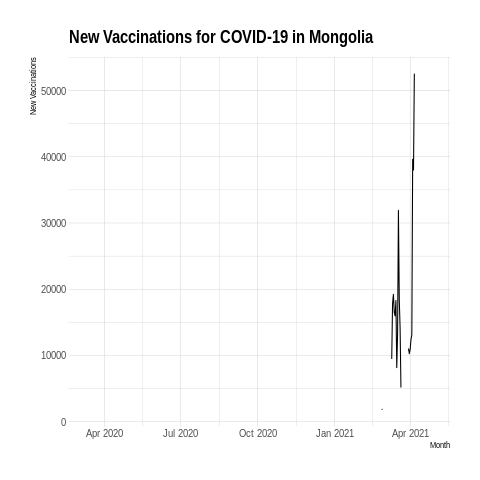 New Vaccinations for COVID-19 in Mongolia
New Vaccinations
50000
40000
30000
20000
10000
0
Apr 2020 Jul 2020 Oct 2020 Jan 2021 Apr 2021
Month